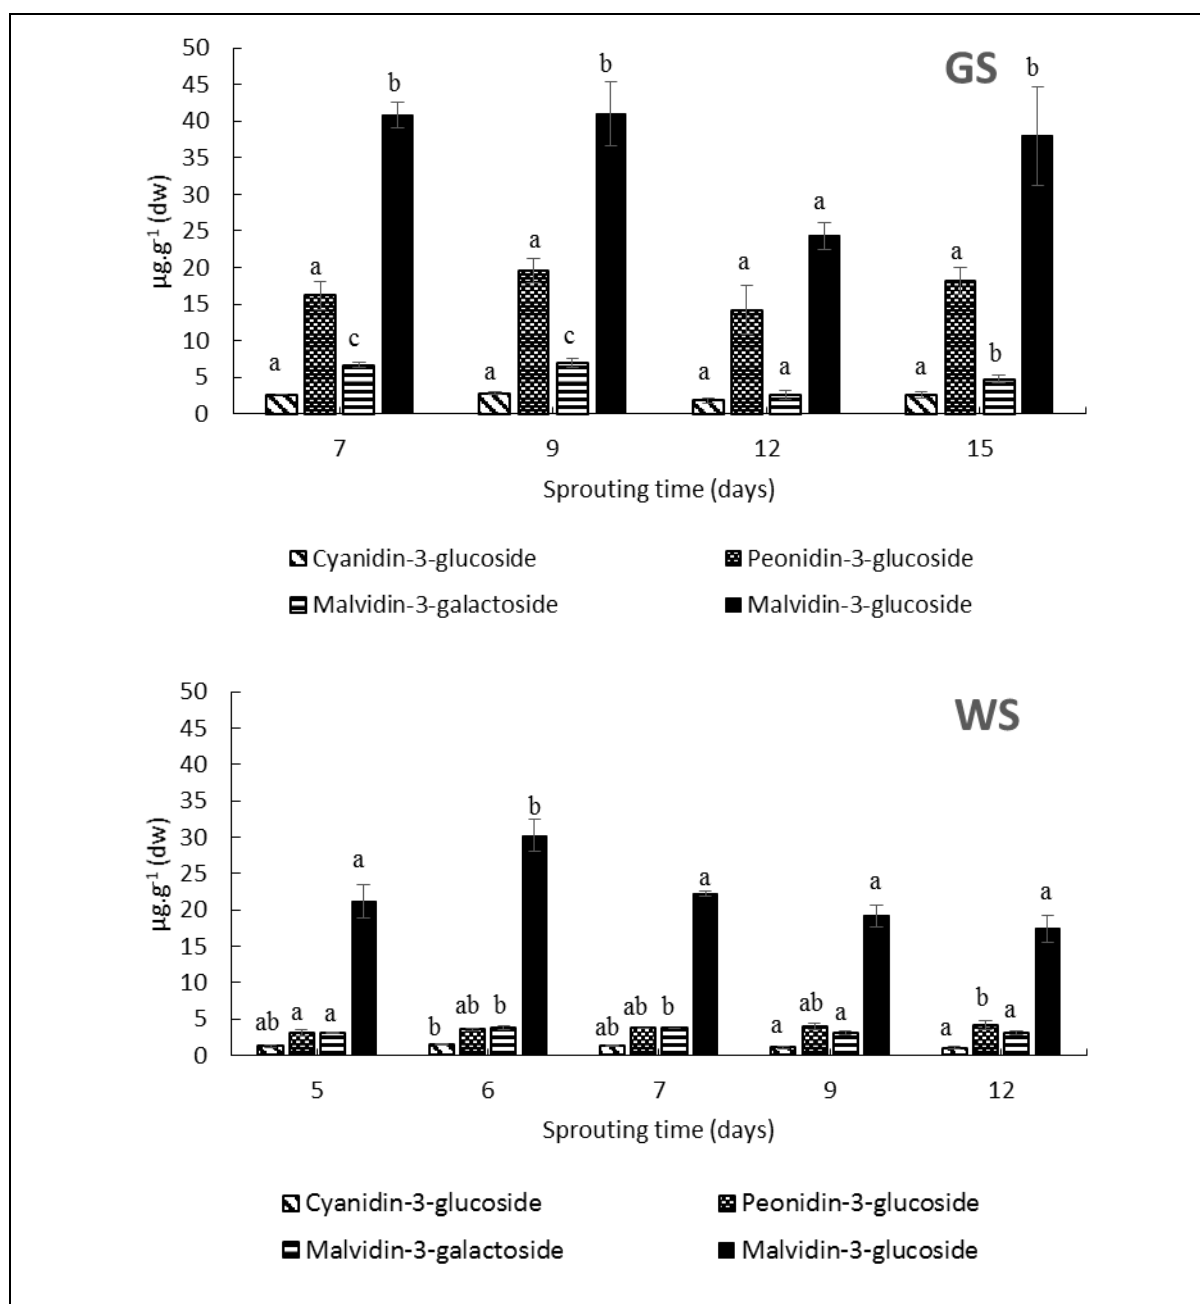 GS
50
45
40
35
30
25
20
15
10
5
0
µg.g-1 (dw)
a a c b
a a c b
a a a a
a a b b
7 9 12 15
Sprouting time (days)
Cyanidin-3-glucoside Peonidin-3-glucoside
Malvidin-3-galactoside Malvidin-3-glucoside
WS
50
45
40
35
30
25
20
15
10
5
0
µg.g-1 (dw)
ab a a a
b ab b b
ab ab b a
a ab a a
a b a a
5 6 7 9 12
Sprouting time (days)
Cyanidin-3-glucoside Peonidin-3-glucoside
Malvidin-3-galactoside Malvidin-3-glucoside